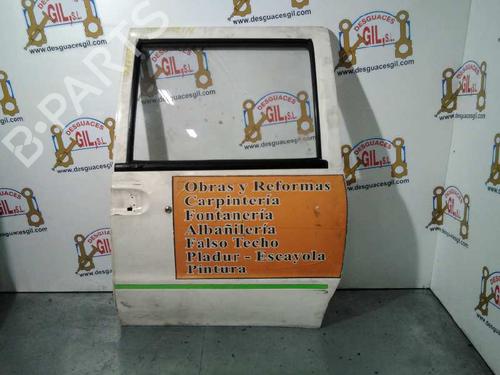 DESGUACES
GIL y S.L.
www.desguacesgil.com
B-PARTS
Obras y Reformas
Carpintería
Fontanería
Albañilería
Falso Techo
Pladur - Escayola
Pintura